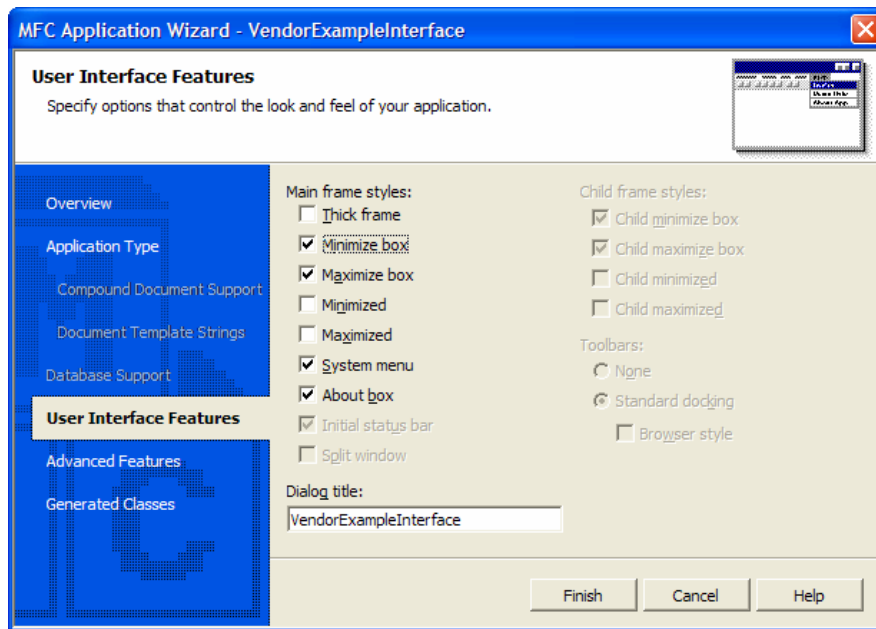 MFC Application Wizard - VendorExampleInterface
User Interface Features
Specify options that control the look and feel of your application.
Overview
Application Type
Compound Document Support
Document Template Strings
Database Support
User Interface Features
Advanced Features
Generated Classes
Main frame styles:
Thick frame
Minimize box
Maximize box
Minimized
Maximized
System menu
About box
Initial status bar
Split window
Child frame styles:
Child minimize box
Child maximize box
Child minimized
Child maximized
Toolbars:
None
Standard docking
Browser style
Dialog title:
VendorExampleInterface
Finish
Cancel
Help